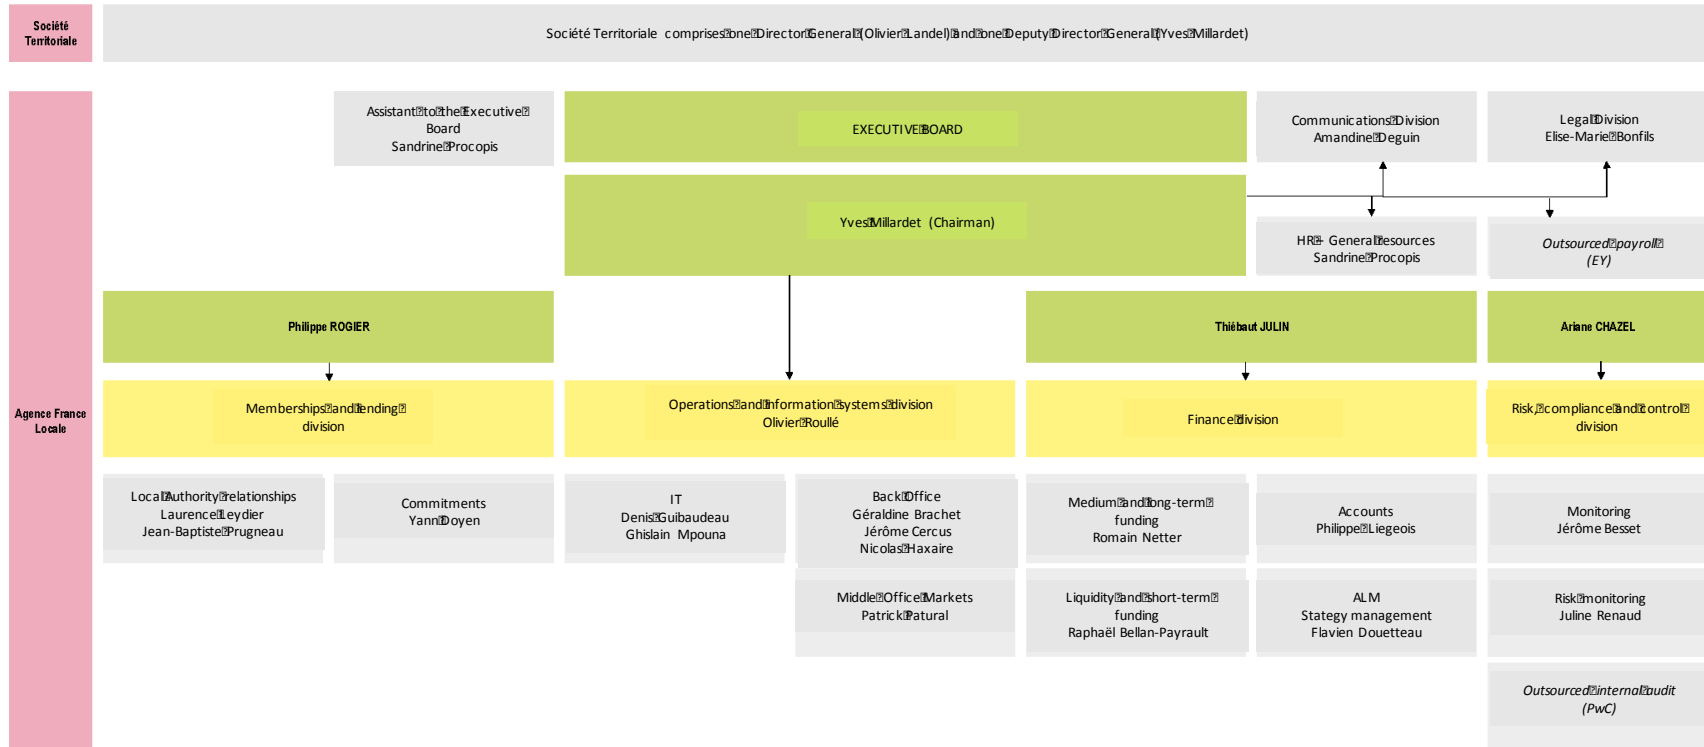 Société
Territoriale
Société Territoriale comprises one Director General (Olivier Landel) and one Deputy Director General (Yves Millardet)
Agence France
Locale
Assistant to the Executive
Board
Sandrine Procopis
EXECUTIVE BOARD
Communications Division
Amandine Deguin
Legal Division
Elise-Marie Bonfils
Yves Millardet (Chairman)
HR – General resources
Sandrine Procopis
Outsourced payroll
(EY)
Philippe ROGIER
Thiébaut JULIN
Ariane CHAZEL
Memberships and lending
division
Operations and information systems division
Olivier Roullé
Finance division
Risk, compliance and control
division
Local Authority relationships
Laurence Leydier
Jean-Baptiste Prugneau
Commitments
Yann Doyen
IT
Denis Guibaudeau
Ghislain Mpouna
Back Office
Géraldine Brachet
Jérôme Cercus
Nicolas Haxaire
Medium and long-term
funding
Romain Netter
Accounts
Philippe Liegeois
Monitoring
Jérôme Besset
Middle Office Markets
Patrick Patural
Liquidity and short-term
funding
Raphaël Bellan-Payrault
ALM
Stategy management
Flavien Douetteau
Risk monitoring
Juline Renaud
Outsourced internal audit
(PwC)